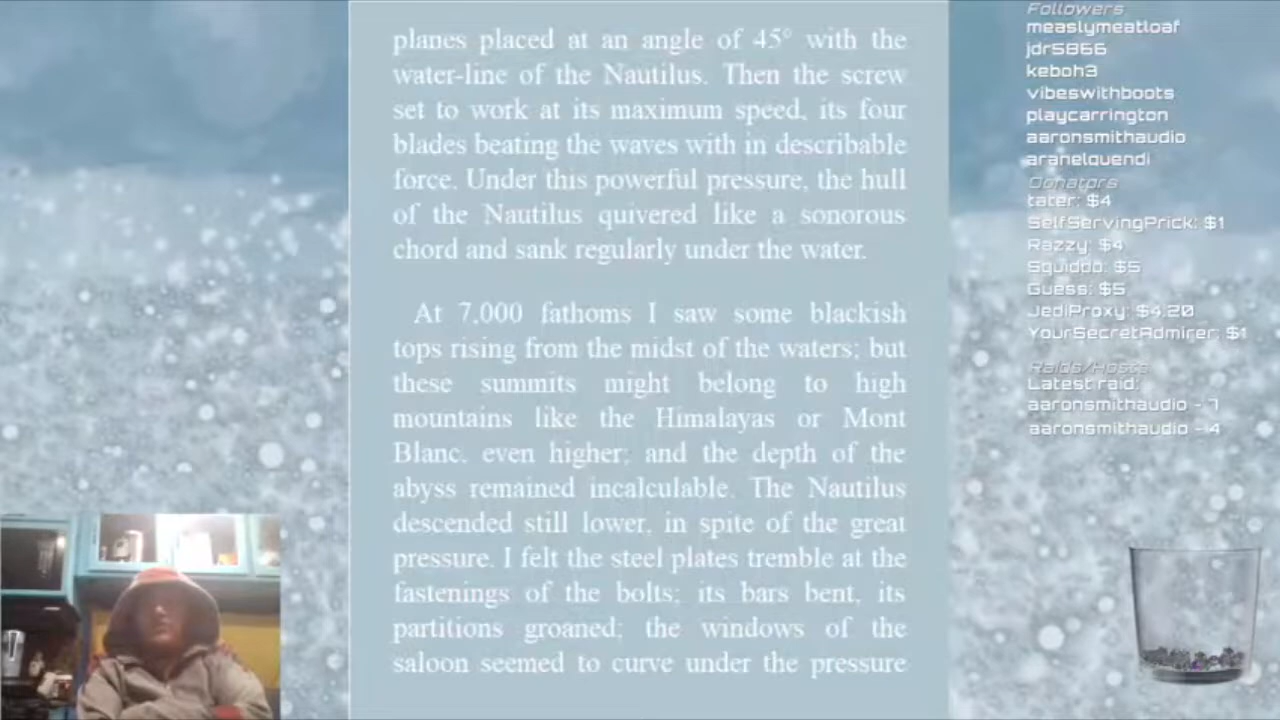 planes placed at an angle of 45° with the
water-line of the Nautilus. Then the screw
set to work at its maximum speed, its four
blades beating the waves with in describable
force. Under this powerful pressure, the hull
of the Nautilus quivered like a sonorous
chord and sank regularly under the water.
At 7,000 fathoms I saw some blackish
tops rising from the midst of the waters; but
these summits might belong to high
mountains like the Himalayas or Mont
Blanc, even higher; and the depth of the
abyss remained incalculable. The Nautilus
descended still lower, in spite of the great
pressure. I felt the steel plates tremble at the
fastenings of the bolts; its bars bent, its
partitions groaned; the windows of the
saloon seemed to curve under the pressure
Followers
measlymeatloaf
jdr5866
keboh3
vibeswithboots
playcarrington
aaronsmithaudio
aranelquendi
Donators
tater: $4
SelfServingPrick: $1
Razzy: $4
Squidda: $5
Guess: $5
JediProxy: $4.20
YourSecretAdmirer: $1
Raids/Hosts
Latest raid:
aaronsmithaudio - 7
aaronsmithaudio - 4